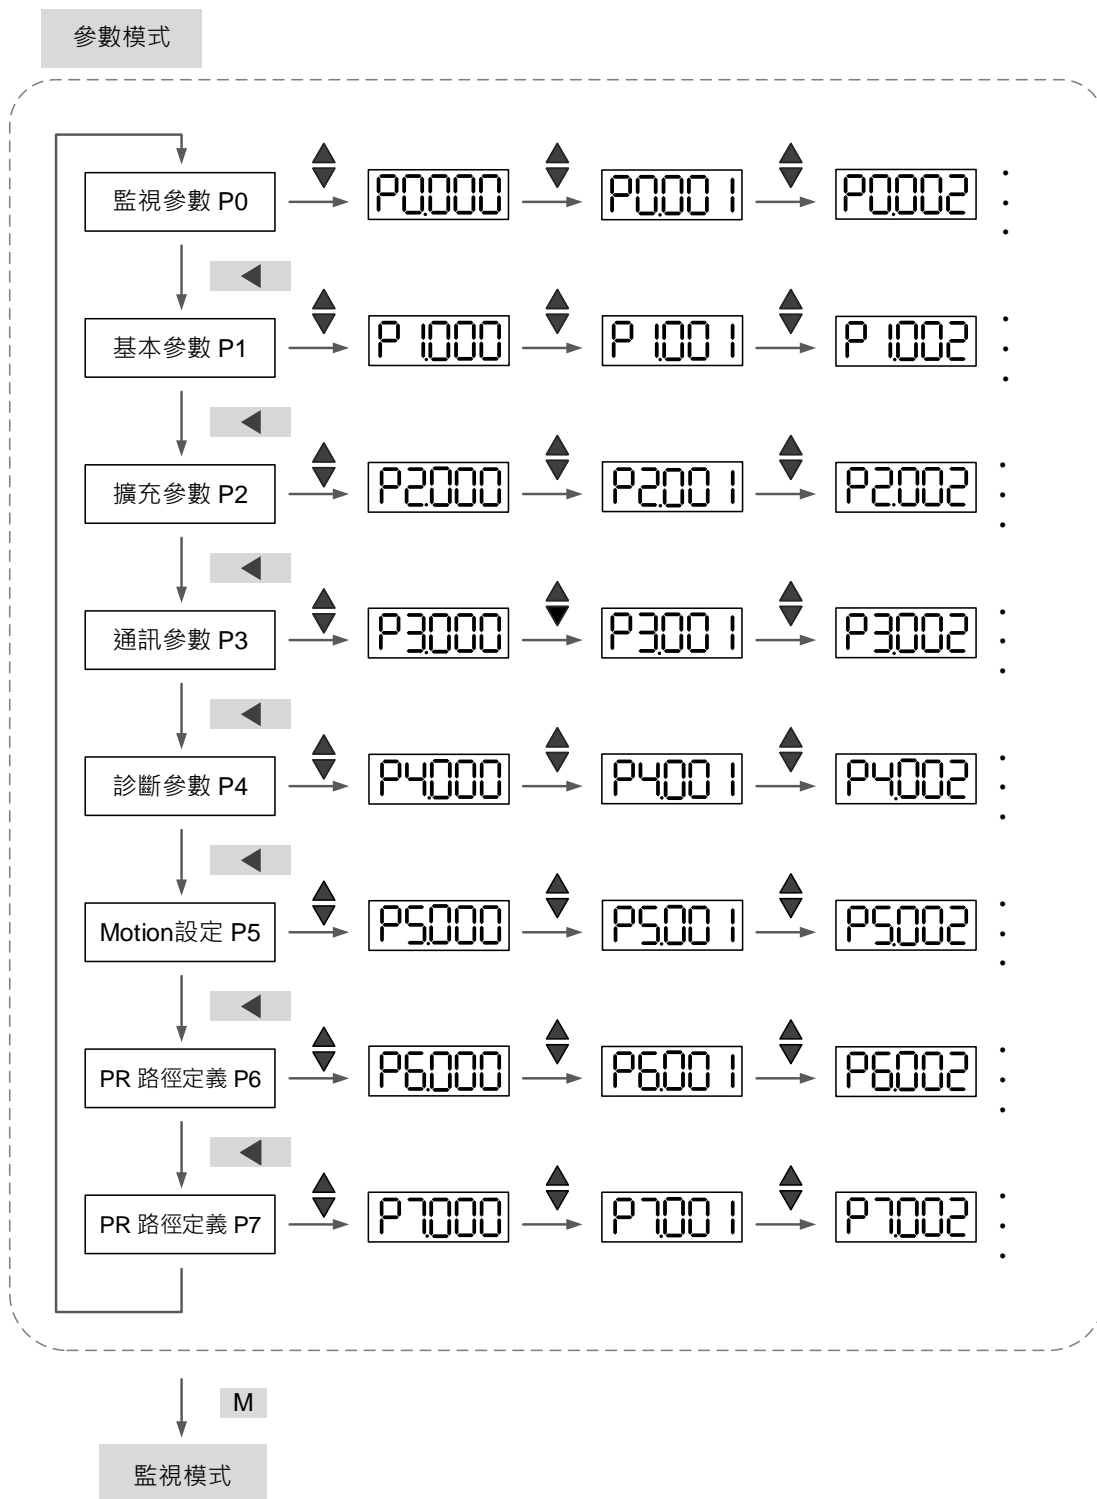 參數模式
監視參數 P0
P0.000
P0.001
P0.002
基本參數 P1
P1.000
P1.001
P1.002
擴充參數 P2
P2.000
P2.001
P2.002
通訊參數 P3
P3.000
P3.001
P3.002
診斷參數 P4
P4.000
P4.001
P4.002
Motion設定 P5
P5.000
P5.001
P5.002
PR 路徑定義 P6
P6.000
P6.001
P6.002
PR 路徑定義 P7
P7.000
P7.001
P7.002
M
監視模式